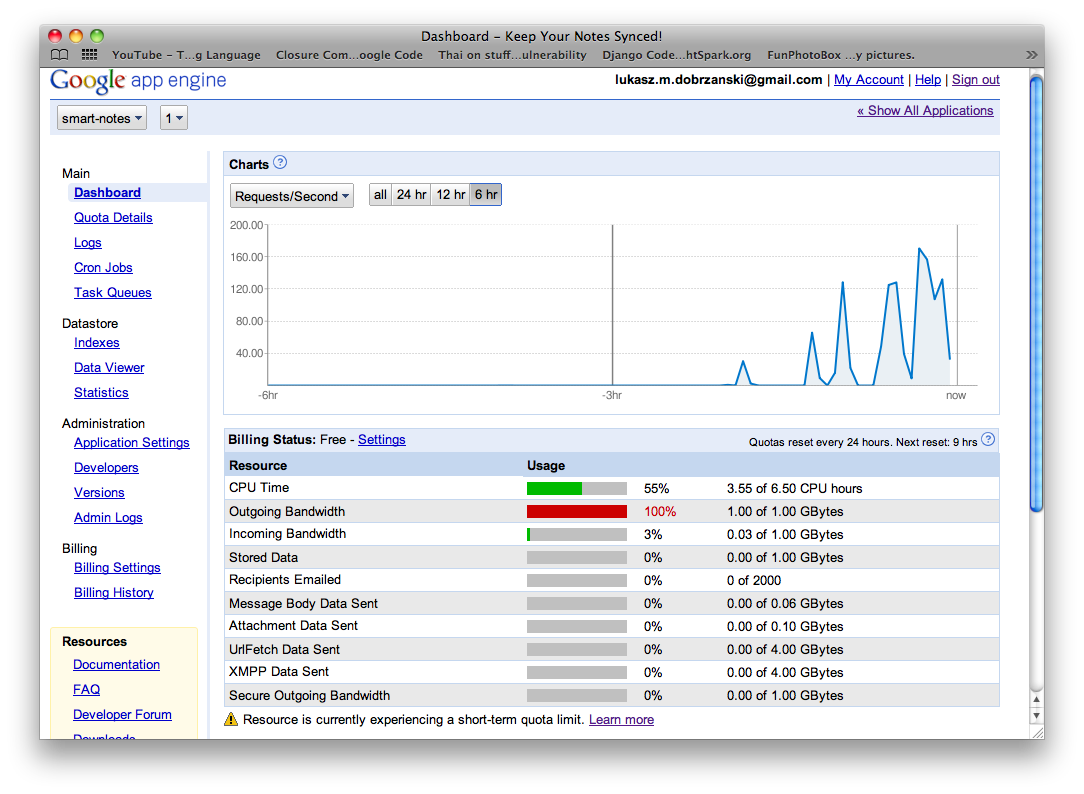 Dashboard – Keep Your Notes Synced!
YouTube – T...g Language Closure Com...oogle Code Thai on stuff...ulnerability Django Code...htSpark.org FunPhotoBox ...y pictures. »
Google app engine
lukasz.m.dobrzanski@gmail.com | My Account | Help | Sign out
smart-notes 1 « Show All Applications
Main
Dashboard
Quota Details
Logs
Cron Jobs
Task Queues
Datastore
Indexes
Data Viewer
Statistics
Administration
Application Settings
Developers
Versions
Admin Logs
Billing
Billing Settings
Billing History
Resources
Documentation
FAQ
Developer Forum
Downloads
Charts ?
Requests/Second all 24 hr 12 hr 6 hr
200.00
160.00
120.00
80.00
40.00
-6hr -3hr now
Billing Status: Free - Settings Quotas reset every 24 hours. Next reset: 9 hrs ?
Resource Usage
CPU Time 55% 3.55 of 6.50 CPU hours
Outgoing Bandwidth 100% 1.00 of 1.00 GBytes
Incoming Bandwidth 3% 0.03 of 1.00 GBytes
Stored Data 0% 0.00 of 1.00 GBytes
Recipients Emailed 0% 0 of 2000
Message Body Data Sent 0% 0.00 of 0.06 GBytes
Attachment Data Sent 0% 0.00 of 0.10 GBytes
UrlFetch Data Sent 0% 0.00 of 4.00 GBytes
XMPP Data Sent 0% 0.00 of 4.00 GBytes
Secure Outgoing Bandwidth 0% 0.00 of 1.00 GBytes
Resource is currently experiencing a short-term quota limit. Learn more